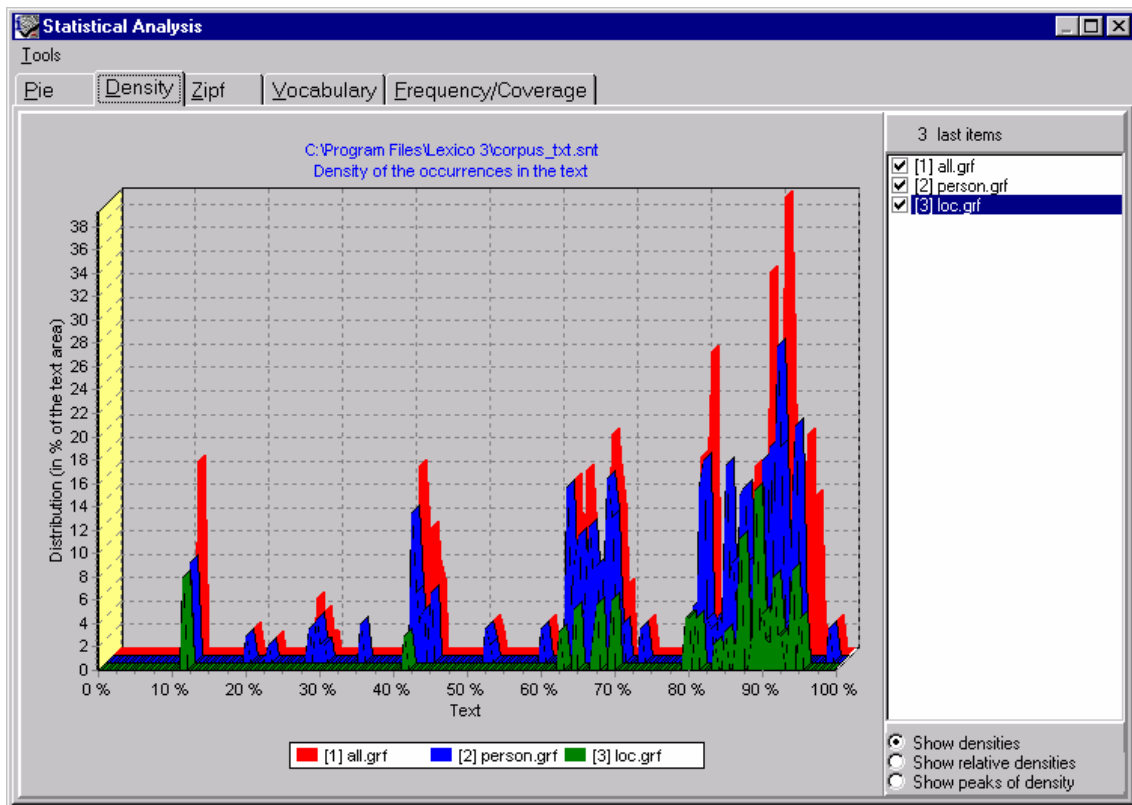 Statistical Analysis
Tools
Pie Density Zipf Vocabulary Frequency/Coverage
C:\Program Files\Lexico 3\corpus_txt.snt
Density of the occurrences in the text
3 last items
[1] all.grf
[2] person.grf
[3] loc.grf
Distribution (in % of the text area)
38
36
34
32
30
28
26
24
22
20
18
16
14
12
10
8
6
4
2
0
0 % 10 % 20 % 30 % 40 % 50 % 60 % 70 % 80 % 90 % 100 %
Text
[1] all.grf [2] person.grf [3] loc.grf
Show densities
Show relative densities
Show peaks of density